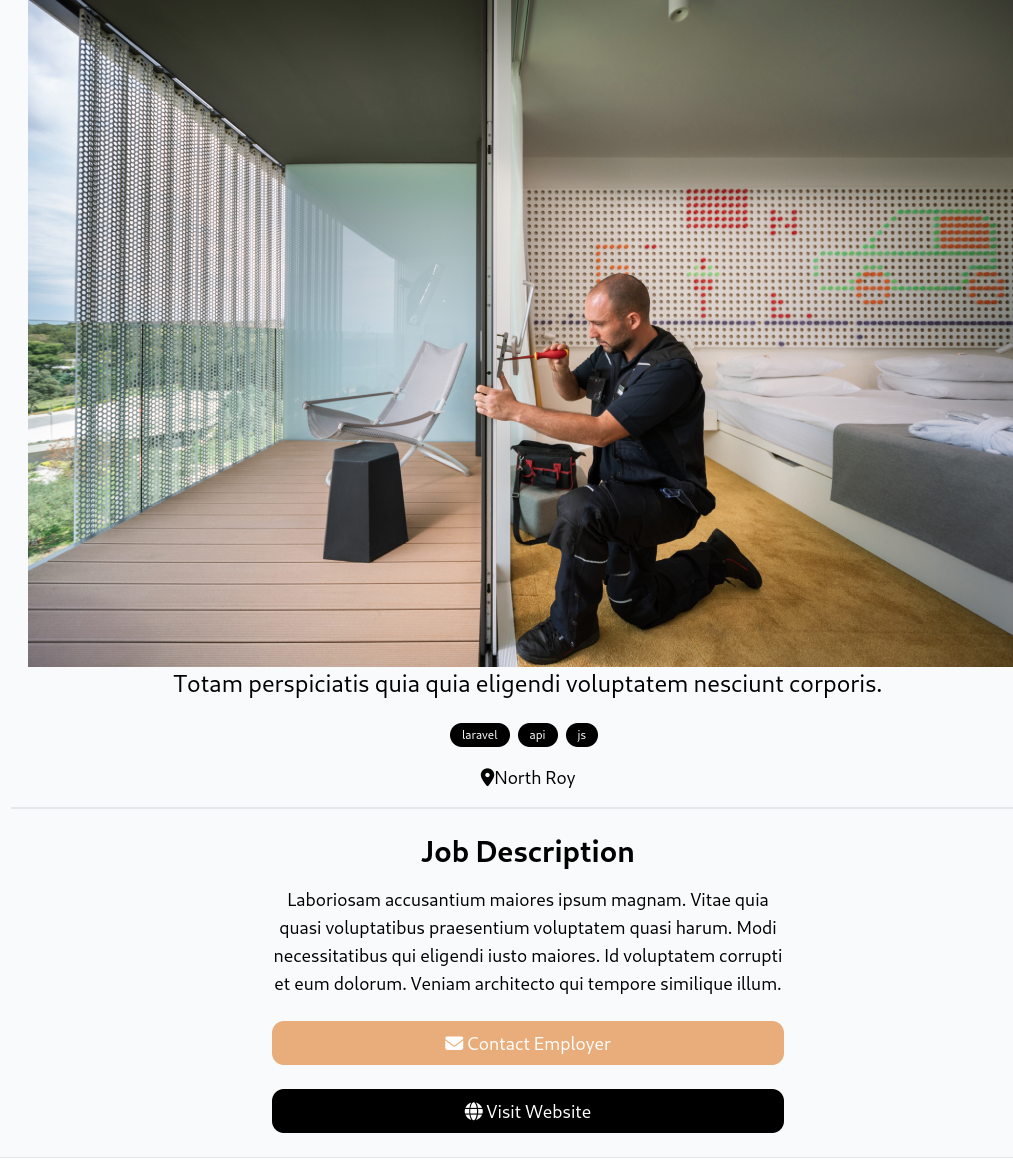 Totam perspiciatis quia quia eligendi voluptatem nesciunt corporis.
laravel api js
North Roy
Job Description
Laboriosam accusantium maiores ipsum magnam. Vitae quia
quasi voluptatibus praesentium voluptatem quasi harum. Modi
necessitatibus qui eligendi iusto maiores. Id voluptatem corrupti
et eum dolorum. Veniam architecto qui tempore similique illum.
Contact Employer
Visit Website